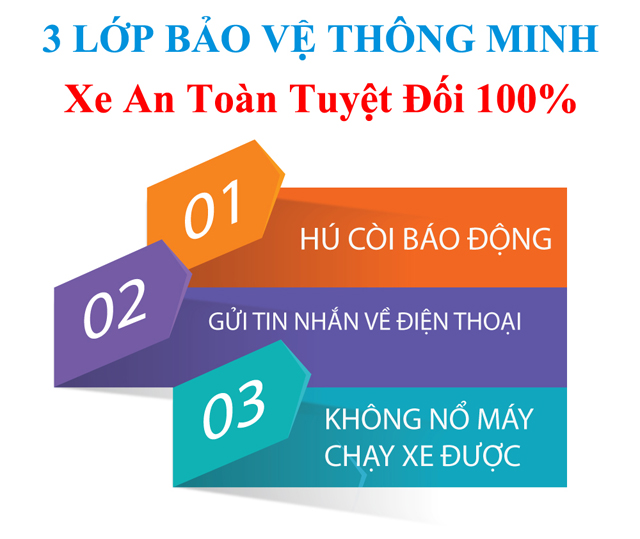 3 LỚP BẢO VỆ THÔNG MINH
Xe An Toàn Tuyệt Đối 100%
01
HÚ CÒI BÁO ĐỘNG
02
GỬI TIN NHẮN VỀ ĐIỆN THOẠI
03
KHÔNG NỔ MÁY
CHẠY XE ĐƯỢC